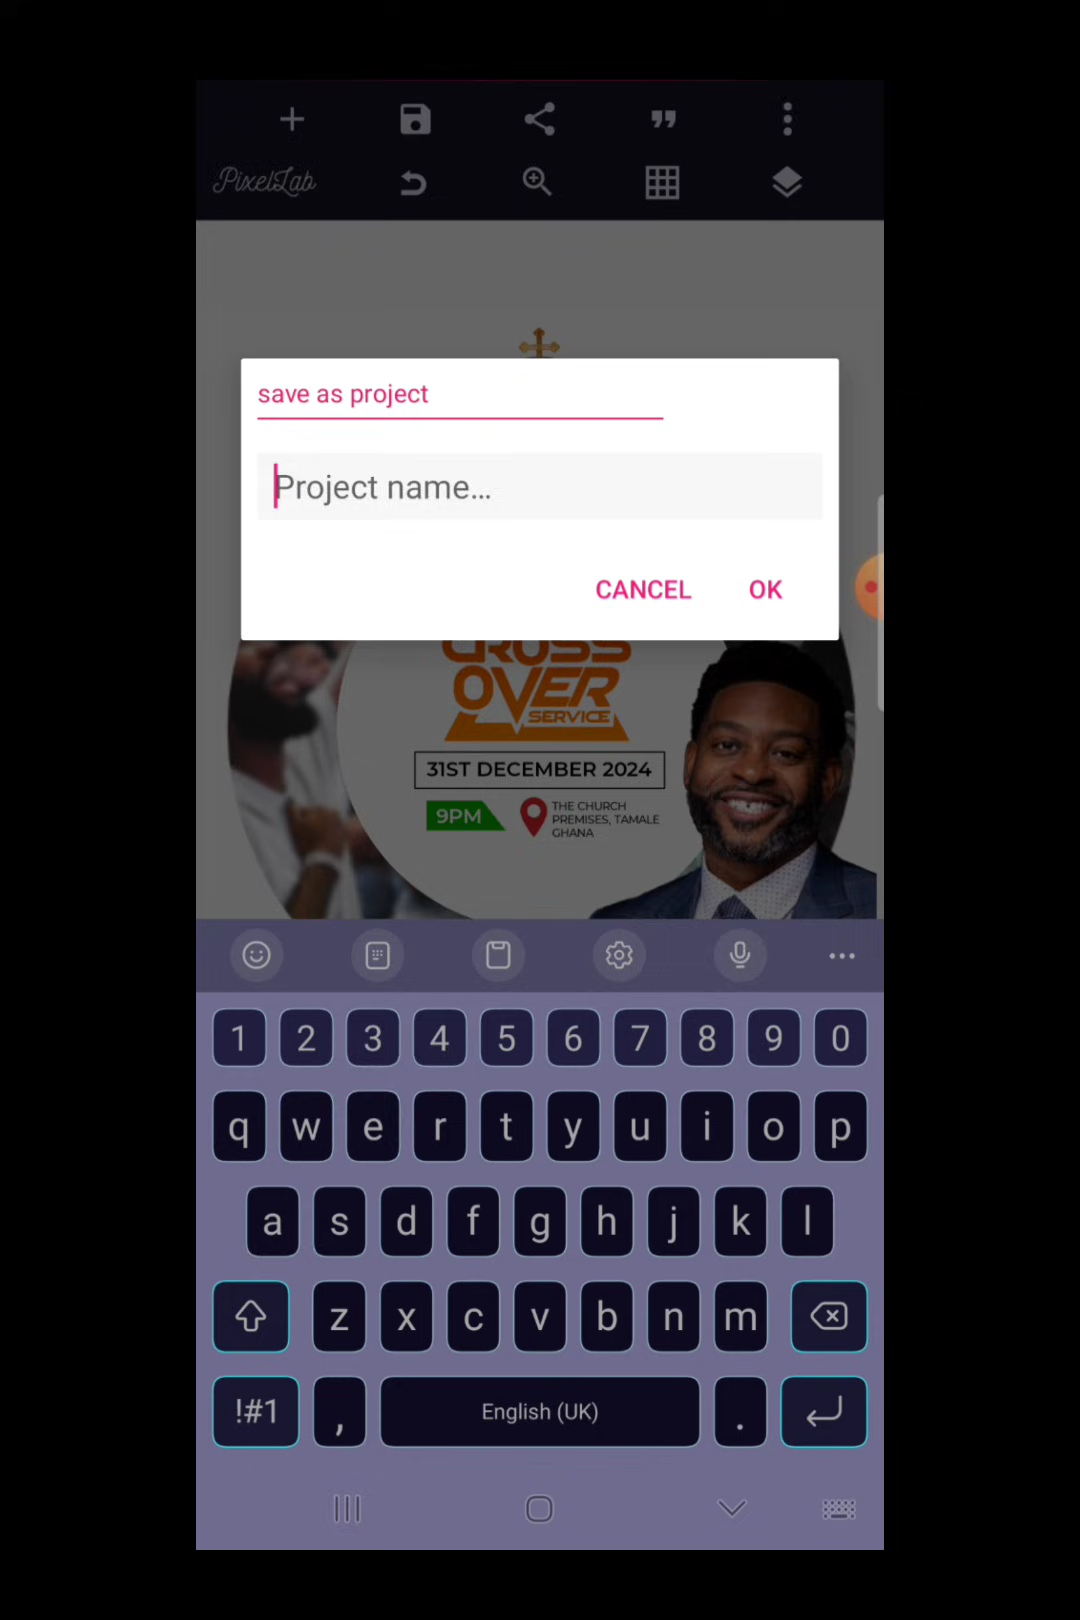 PixelLab
save as project
Project name...
CANCEL OK
CROSS
OVER
SERVICE
31ST DECEMBER 2024
9PM
THE CHURCH
PREMISES, TAMALE
GHANA
1 2 3 4 5 6 7 8 9 0
q w e r t y u i o p
a s d f g h j k l
z x c v b n m
!#1 , English (UK) .